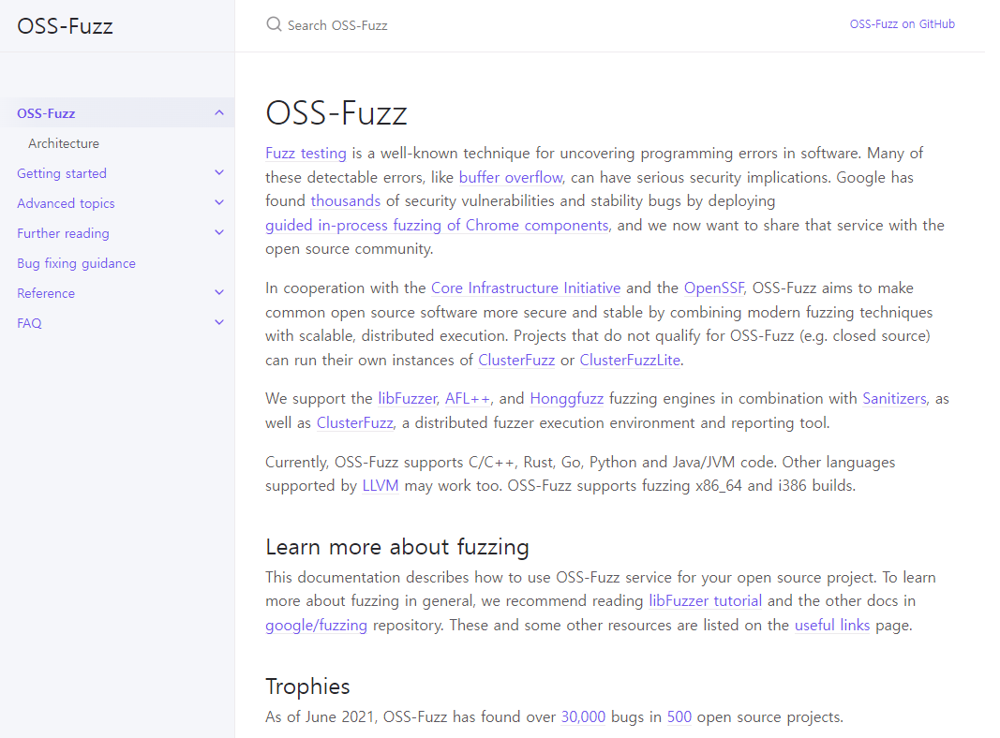 OSS-Fuzz
Search OSS-Fuzz
OSS-Fuzz on GitHub
OSS-Fuzz
Architecture
Getting started
Advanced topics
Further reading
Bug fixing guidance
Reference
FAQ
OSS-Fuzz
Fuzz testing is a well-known technique for uncovering programming errors in software. Many of
these detectable errors, like buffer overflow, can have serious security implications. Google has
found thousands of security vulnerabilities and stability bugs by deploying
guided in-process fuzzing of Chrome components, and we now want to share that service with the
open source community.
In cooperation with the Core Infrastructure Initiative and the OpenSSF, OSS-Fuzz aims to make
common open source software more secure and stable by combining modern fuzzing techniques
with scalable, distributed execution. Projects that do not qualify for OSS-Fuzz (e.g. closed source)
can run their own instances of ClusterFuzz or ClusterFuzzLite.
We support the libFuzzer, AFL++, and Honggfuzz fuzzing engines in combination with Sanitizers, as
well as ClusterFuzz, a distributed fuzzer execution environment and reporting tool.
Currently, OSS-Fuzz supports C/C++, Rust, Go, Python and Java/JVM code. Other languages
supported by LLVM may work too. OSS-Fuzz supports fuzzing x86_64 and i386 builds.
Learn more about fuzzing
This documentation describes how to use OSS-Fuzz service for your open source project. To learn
more about fuzzing in general, we recommend reading libFuzzer tutorial and the other docs in
google/fuzzing repository. These and some other resources are listed on the useful links page.
Trophies
As of June 2021, OSS-Fuzz has found over 30,000 bugs in 500 open source projects.